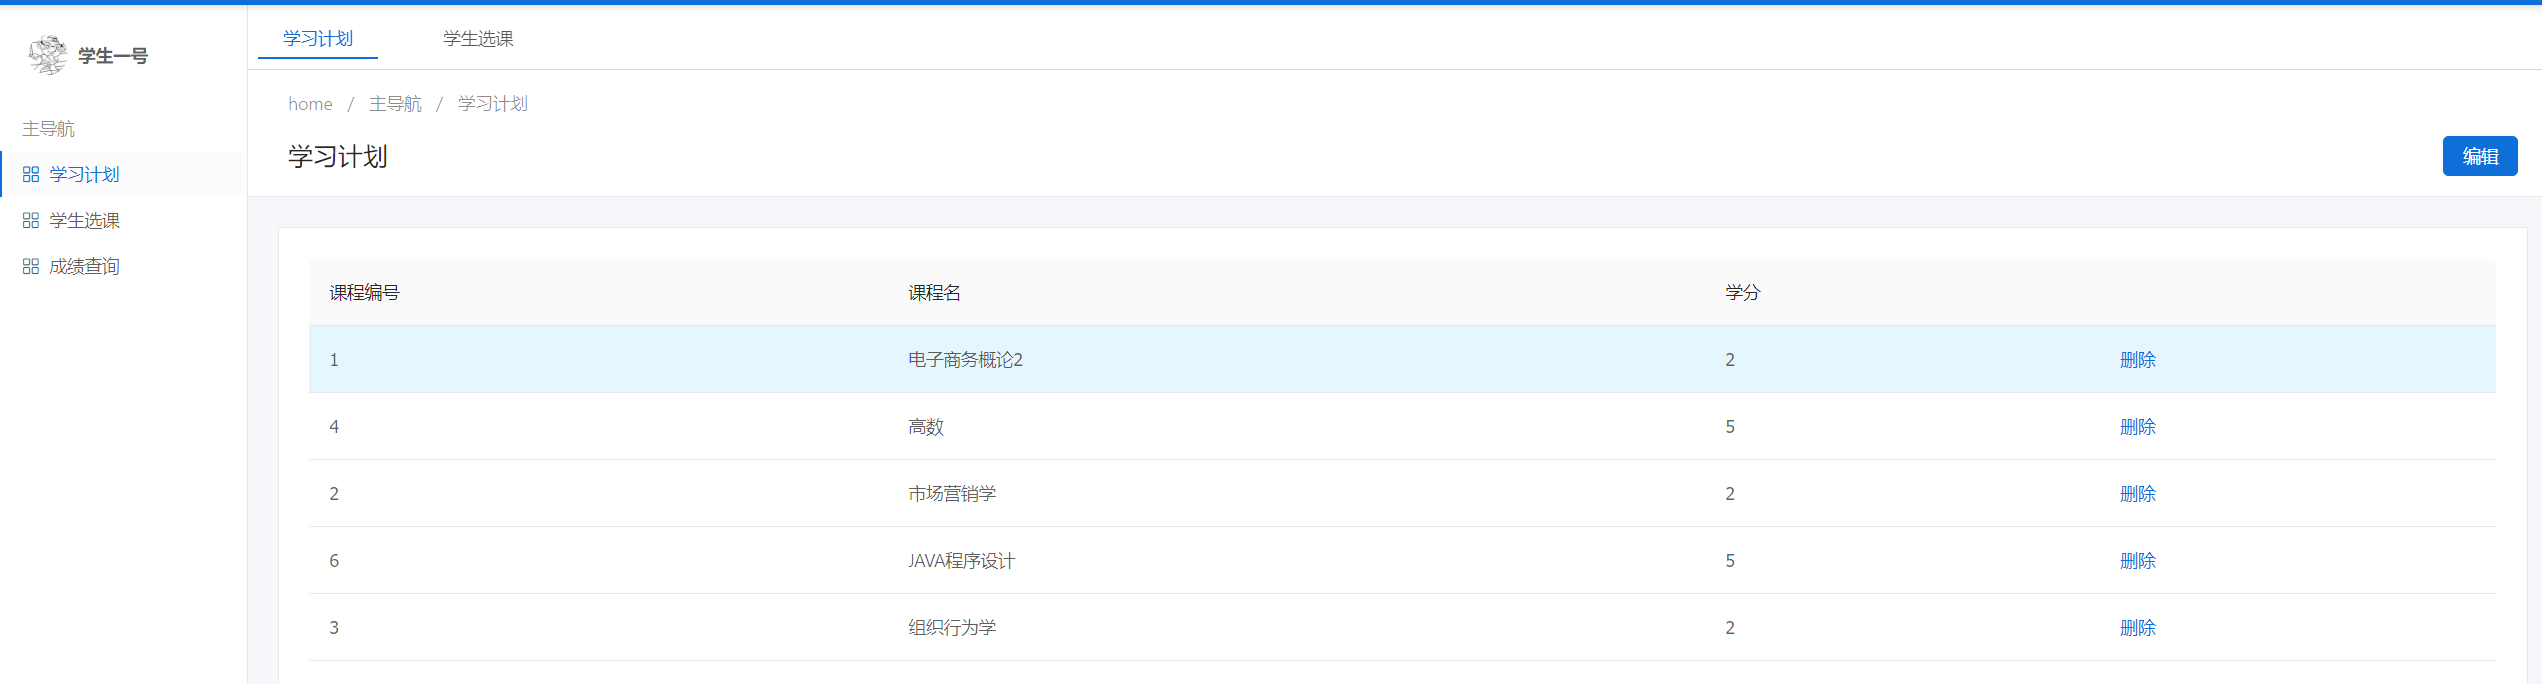 学生一号
主导航
学习计划
学生选课
成绩查询
学习计划 学生选课
home / 主导航 / 学习计划
学习计划
编辑
课程编号 课程名 学分
1 电子商务概论2 2 删除
4 高数 5 删除
2 市场营销学 2 删除
6 JAVA程序设计 5 删除
3 组织行为学 2 删除